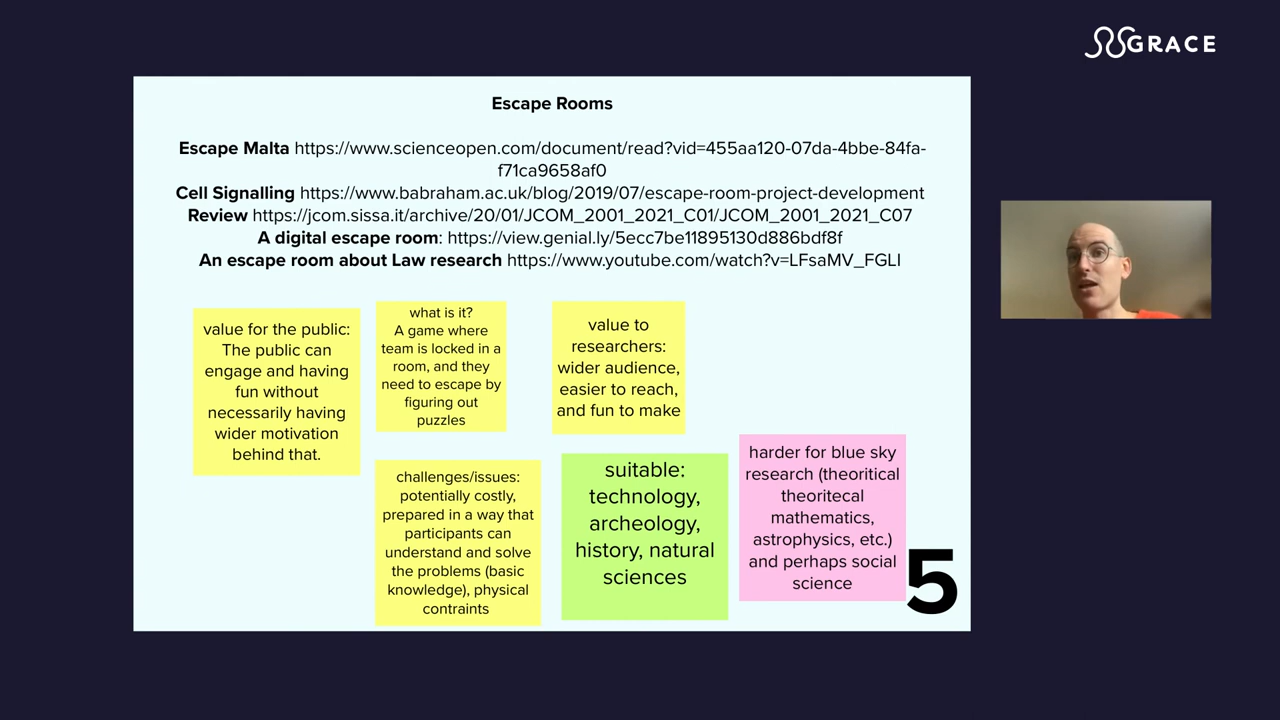 GRACE
Escape Rooms
Escape Malta https://www.scienceopen.com/document/read?vid=455aa120-07da-4bbe-84fa-
f71ca9658af0
Cell Signalling https://www.babraham.ac.uk/blog/2019/07/escape-room-project-development
Review https://jcom.sissa.it/archive/20/01/JCOM_2001_2021_C01/JCOM_2001_2021_C07
A digital escape room: https://view.genial.ly/5ecc7be11895130d886bdf8f
An escape room about Law research https://www.youtube.com/watch?v=LFsaMV_FGLI
value for the public:
The public can
engage and having
fun without
necessarily having
wider motivation
behind that.
what is it?
A game where
team is locked in a
room, and they
need to escape by
figuring out
puzzles
value to
researchers:
wider audience,
easier to reach,
and fun to make
challenges/issues:
potentially costly,
prepared in a way that
participants can
understand and solve
the problems (basic
knowledge), physical
contraints
suitable:
technology,
archeology,
history, natural
sciences
harder for blue sky
research (theoritical
theoritecal
mathematics,
astrophysics, etc.)
and perhaps social
science
5